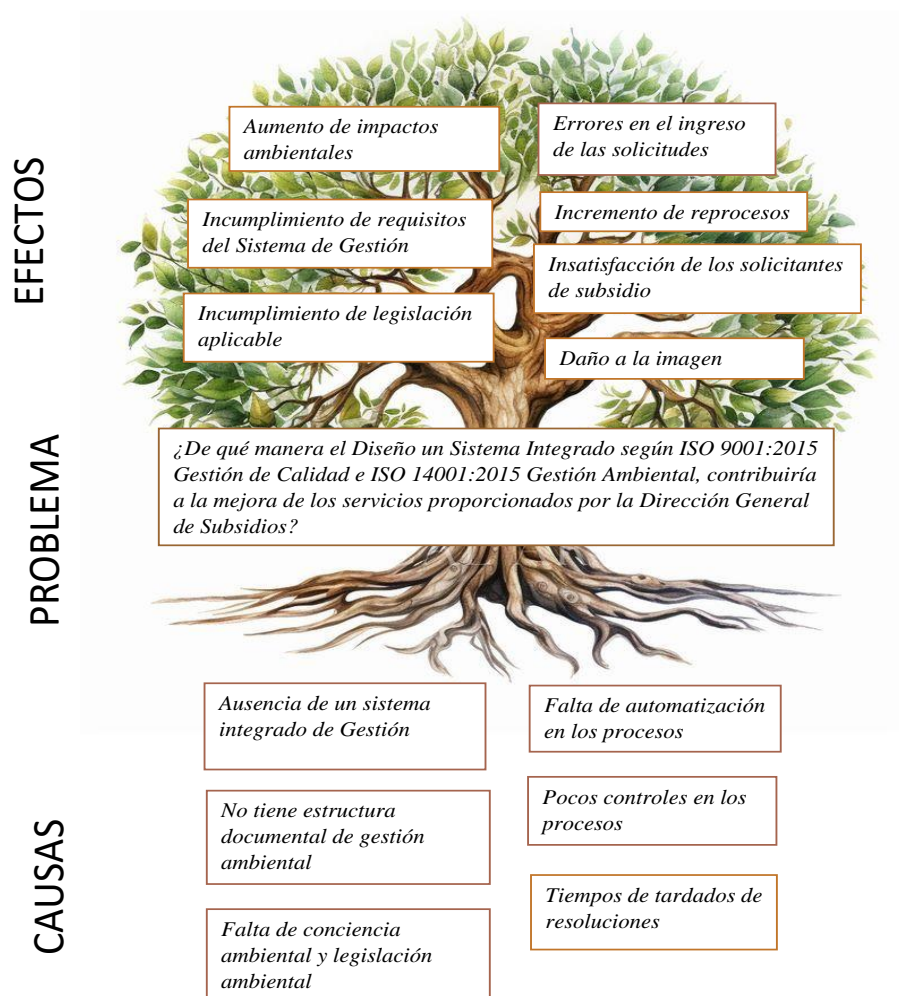 EFECTOS
Aumento de impactos
ambientales
Errores en el ingreso
de las solicitudes
Incumplimiento de requisitos
del Sistema de Gestión
Incremento de reprocesos
Insatisfacción de los solicitantes
de subsidio
Incumplimiento de legislación
aplicable
Daño a la imagen
PROBLEMA
¿De qué manera el Diseño un Sistema Integrado según ISO 9001:2015
Gestión de Calidad e ISO 14001:2015 Gestión Ambiental, contribuiría
a la mejora de los servicios proporcionados por la Dirección General
de Subsidios?
CAUSAS
Ausencia de un sistema
integrado de Gestión
Falta de automatización
en los procesos
No tiene estructura
documental de gestión
ambiental
Pocos controles en los
procesos
Tiempos de tardados de
resoluciones
Falta de conciencia
ambiental y legislación
ambiental